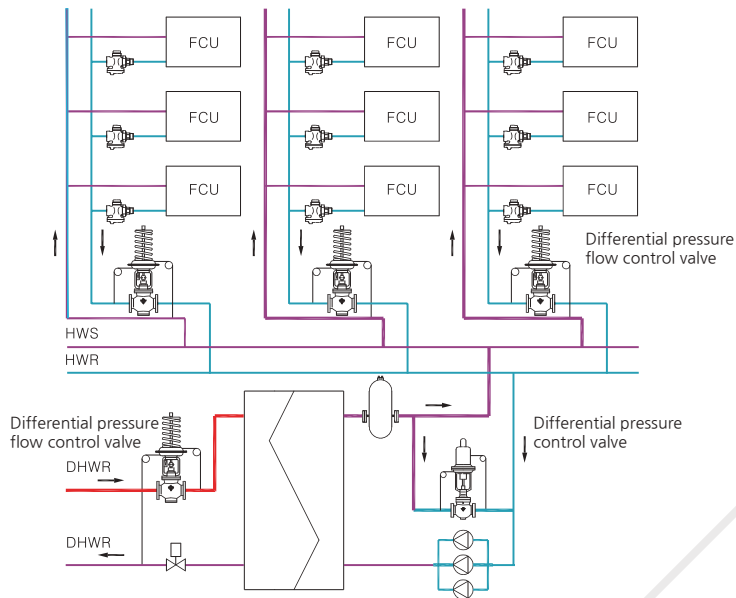 FCU
FCU
FCU
FCU
FCU
FCU
FCU
FCU
FCU
Differential pressure
flow control valve
HWS
HWR
Differential pressure
flow control valve
Differential pressure
control valve
DHWR
DHWR